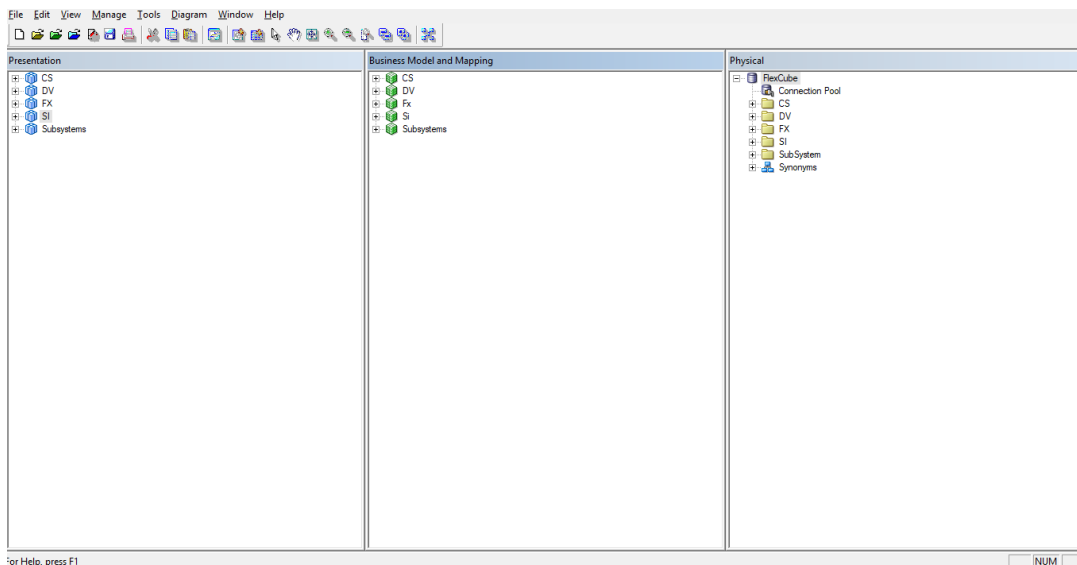 File Edit View Manage Tools Diagram Window Help
Presentation
CS
DV
FX
SI
Subsystems
Business Model and Mapping
CS
DV
Fx
Si
Subsystems
Physical
FlexCube
Connection Pool
CS
DV
FX
SI
SubSystem
Synonyms
For Help, press F1
NUM